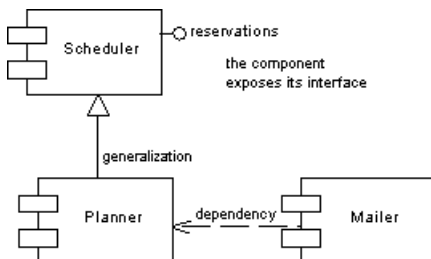 Scheduler
reservations
the component
exposes its interface
generalization
Planner
dependency
Mailer